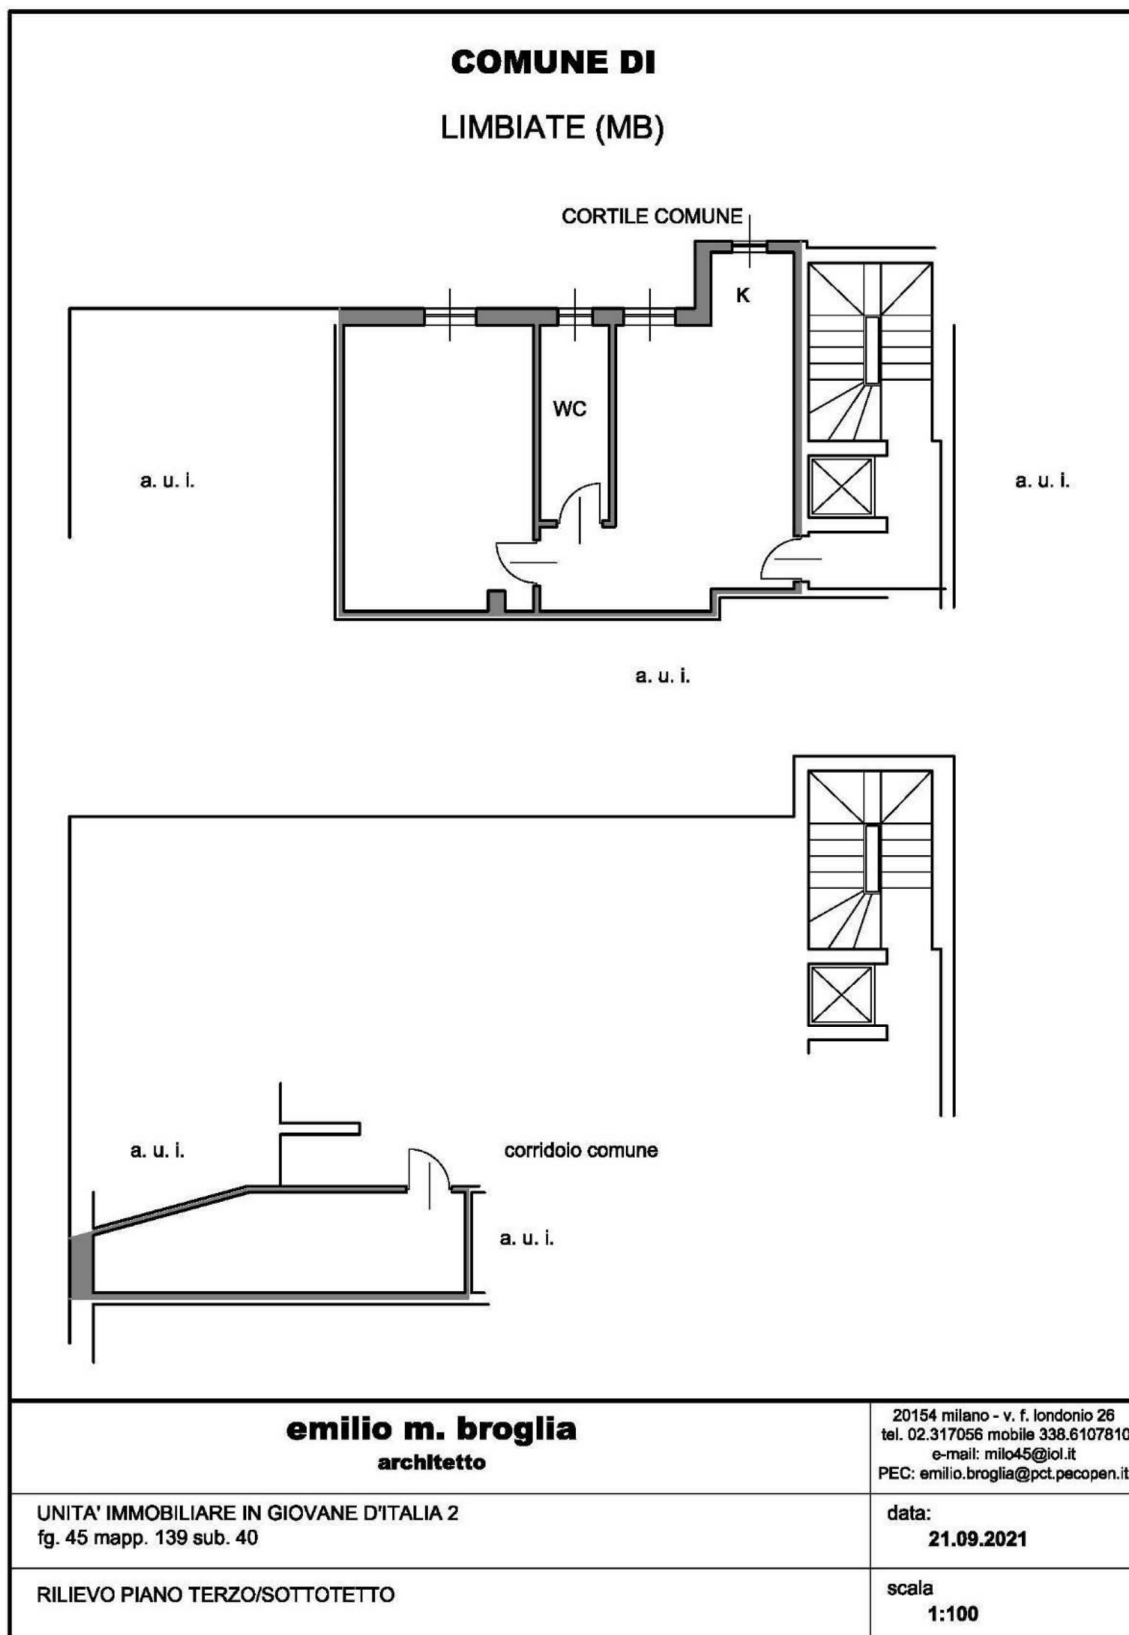 COMUNE DI
LIMBIATE (MB)
CORTILE COMUNE
K
WC
a. u. i.
a. u. i.
a. u. i.
a. u. i.
corridoio comune
a. u. i.
emilio m. broglia
architetto
20154 milano - v. f. londonio 26
tel. 02.317056 mobile 338.6107810
e-mail: milo45@iol.it
PEC: emilio.broglia@pct.pecopen.it
UNITA' IMMOBILIARE IN GIOVANE D'ITALIA 2
fg. 45 mapp. 139 sub. 40
data:
21.09.2021
RILIEVO PIANO TERZO/SOTTOTETTO
scala
1:100